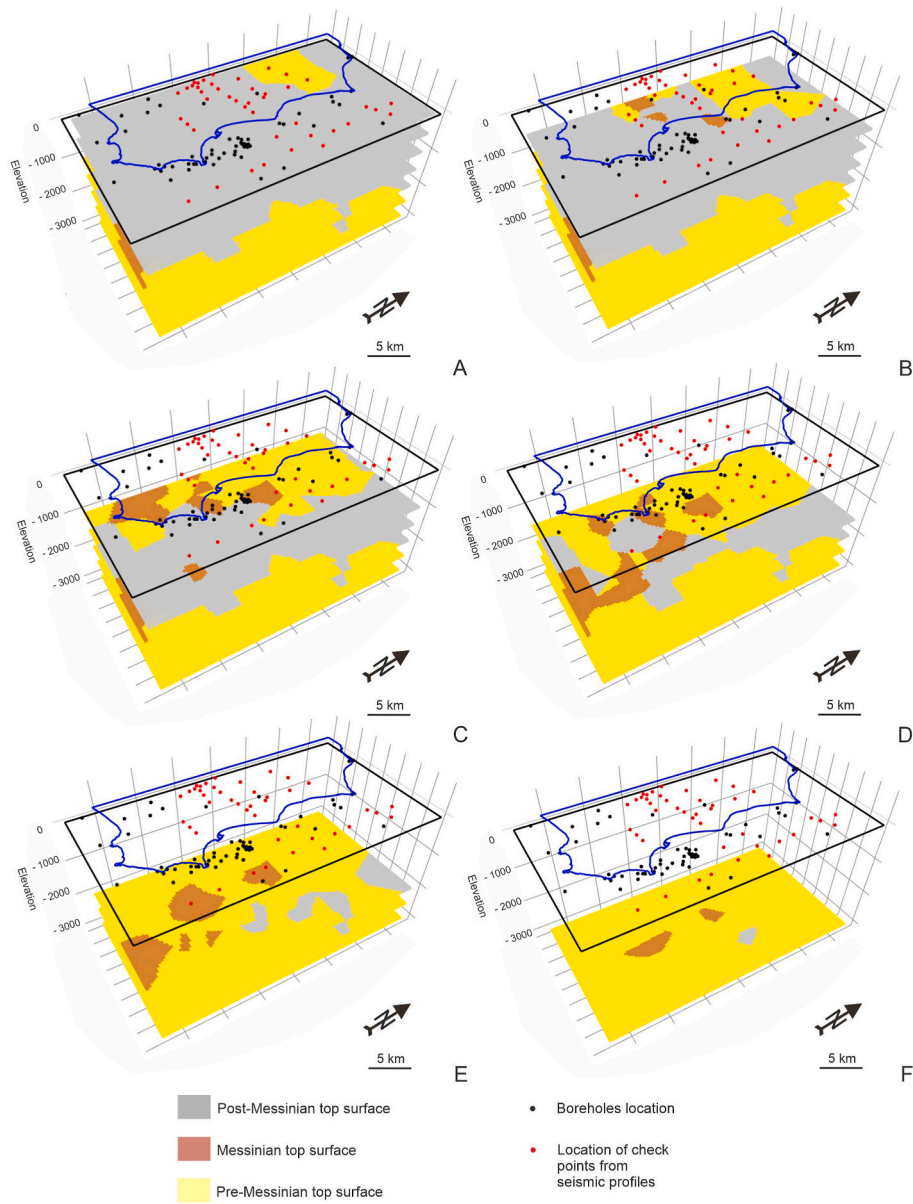 0
- 1000
- 2000
- 3000
Elevation
N
5 km
A
0
- 1000
- 2000
- 3000
Elevation
N
5 km
B
0
- 1000
- 2000
- 3000
Elevation
N
5 km
C
0
- 1000
- 2000
- 3000
Elevation
N
5 km
D
0
- 1000
- 2000
- 3000
Elevation
N
5 km
E
0
- 1000
- 2000
- 3000
Elevation
N
5 km
F
Post-Messinian top surface
Messinian top surface
Pre-Messinian top surface
Boreholes location
Location of check
points from
seismic profiles